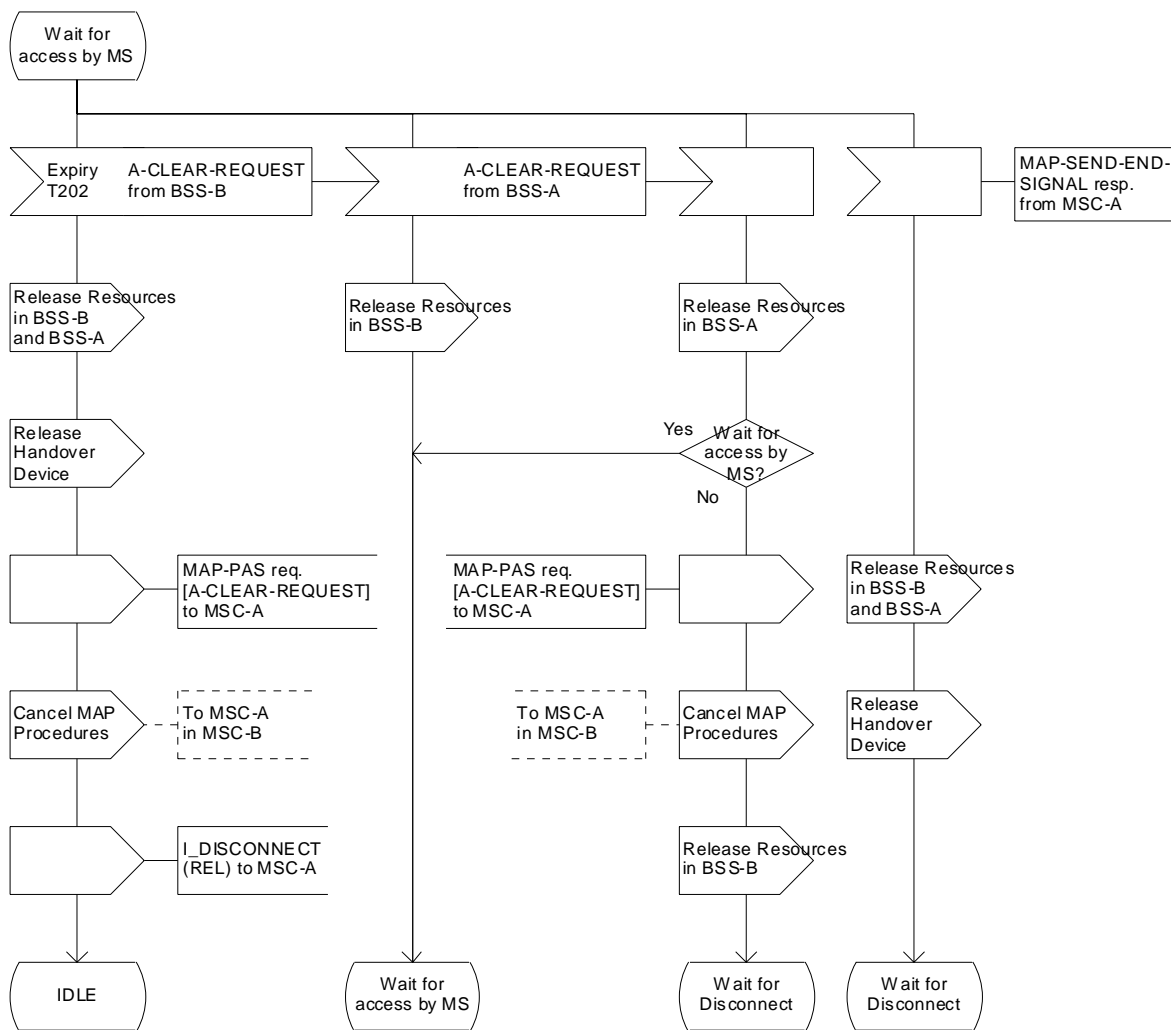 Wait for
access by MS
Expiry
T202
A-CLEAR-REQUEST
from BSS-B
A-CLEAR-REQUEST
from BSS-A
MAP-SEND-END-
SIGNAL resp.
from MSC-A
Release Resources
in BSS-B
and BSS-A
Release Resources
in BSS-B
Release Resources
in BSS-A
Release
Handover
Device
Yes
Wait for
access by
MS?
No
MAP-PAS req.
[A-CLEAR-REQUEST]
to MSC-A
MAP-PAS req.
[A-CLEAR-REQUEST]
to MSC-A
Release Resources
in BSS-B
and BSS-A
Cancel MAP
Procedures
To MSC-A
in MSC-B
To MSC-A
in MSC-B
Cancel MAP
Procedures
Release
Handover
Device
I_DISCONNECT
(REL) to MSC-A
Release Resources
in BSS-B
IDLE
Wait for
access by MS
Wait for
Disconnect
Wait for
Disconnect